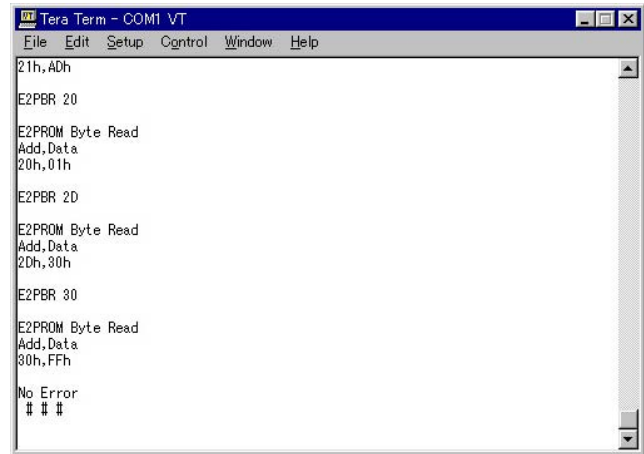 Tera Term - COM1 VT
File Edit Setup Control Window Help
21h,ADh
E2PBR 20
E2PROM Byte Read
Add,Data
20h,01h
E2PBR 2D
E2PROM Byte Read
Add,Data
2Dh,30h
E2PBR 30
E2PROM Byte Read
Add,Data
30h,FFh
No Error
# # #